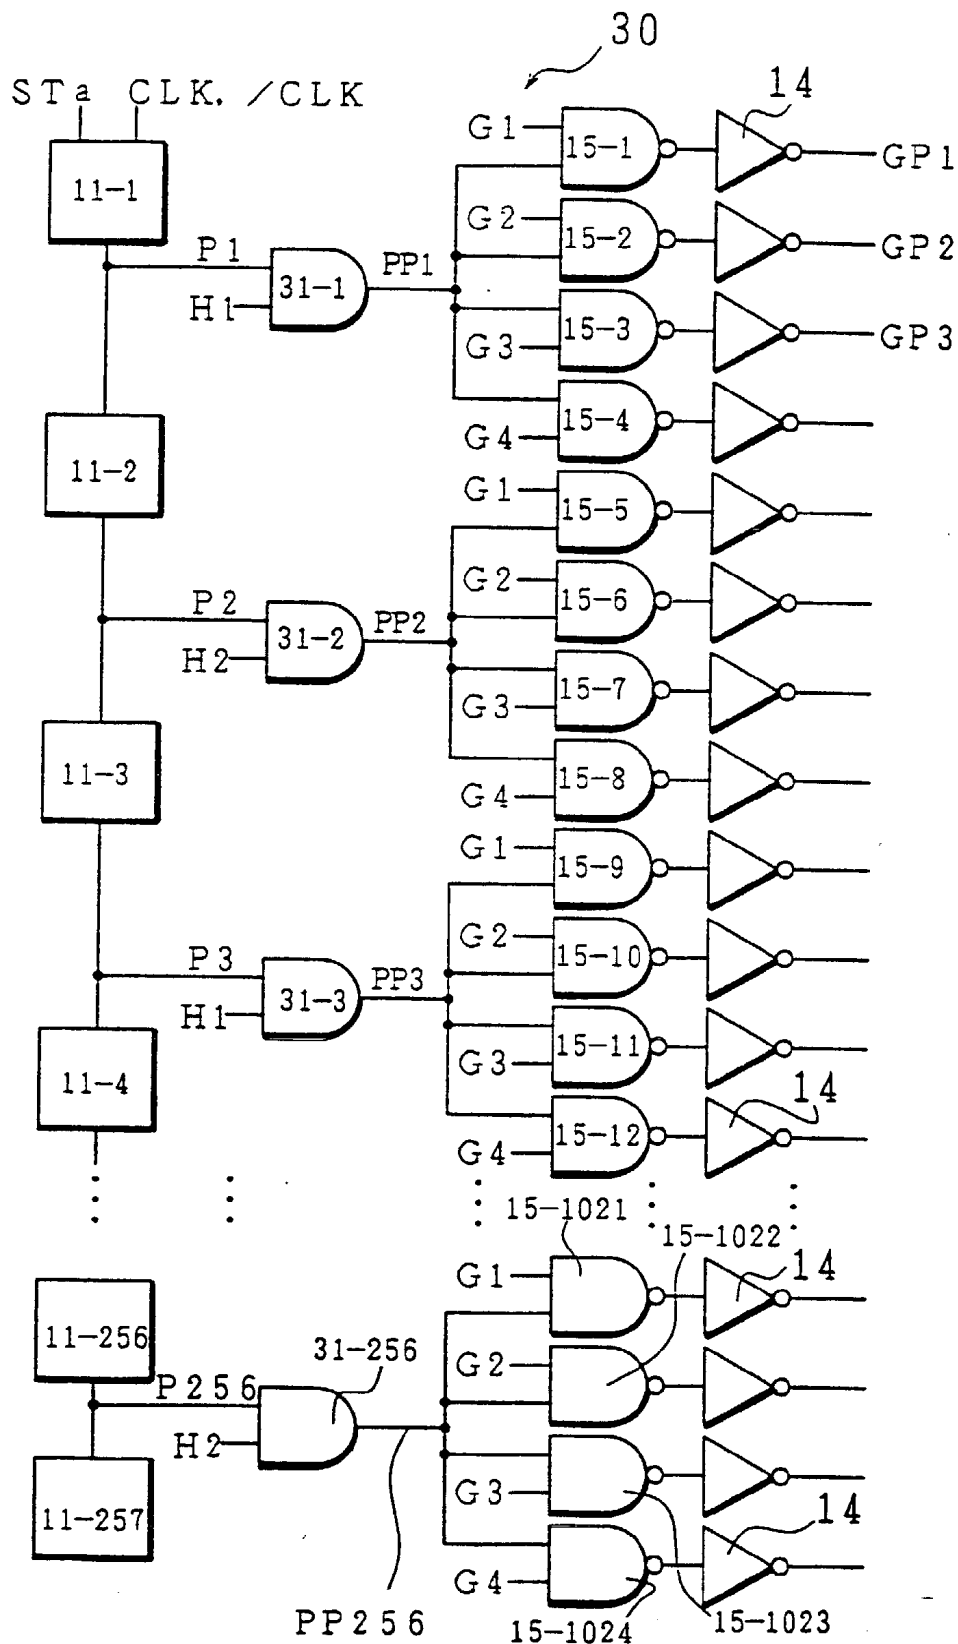 30
STa CLK. /CLK
14
G1
15-1
GP1
11-1
G2
15-2
GP2
P1
PP1
31-1
H1
15-3
G3
GP3
15-4
G4
11-2
G1
15-5
G2
15-6
P2
PP2
31-2
H2
15-7
G3
11-3
15-8
G4
G1
15-9
G2
15-10
P3
PP3
31-3
H1
15-11
G3
11-4
14
15-12
G4
15-1021
15-1022
G1
14
11-256
31-256
G2
P256
H2
G3
11-257
14
G4
PP256
15-1024
15-1023